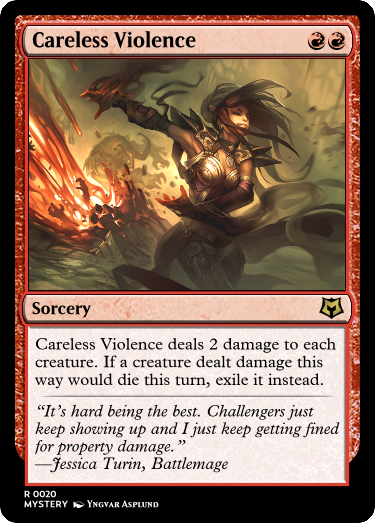 Careless Violence
Sorcery
Careless Violence deals 2 damage to each
creature. If a creature dealt damage this
way would die this turn, exile it instead.
“It’s hard being the best. Challengers just
keep showing up and I just keep getting fined
for property damage.”
—Jessica Turin, Battlemage
R 0020
MYSTERY Yngvar Asplund